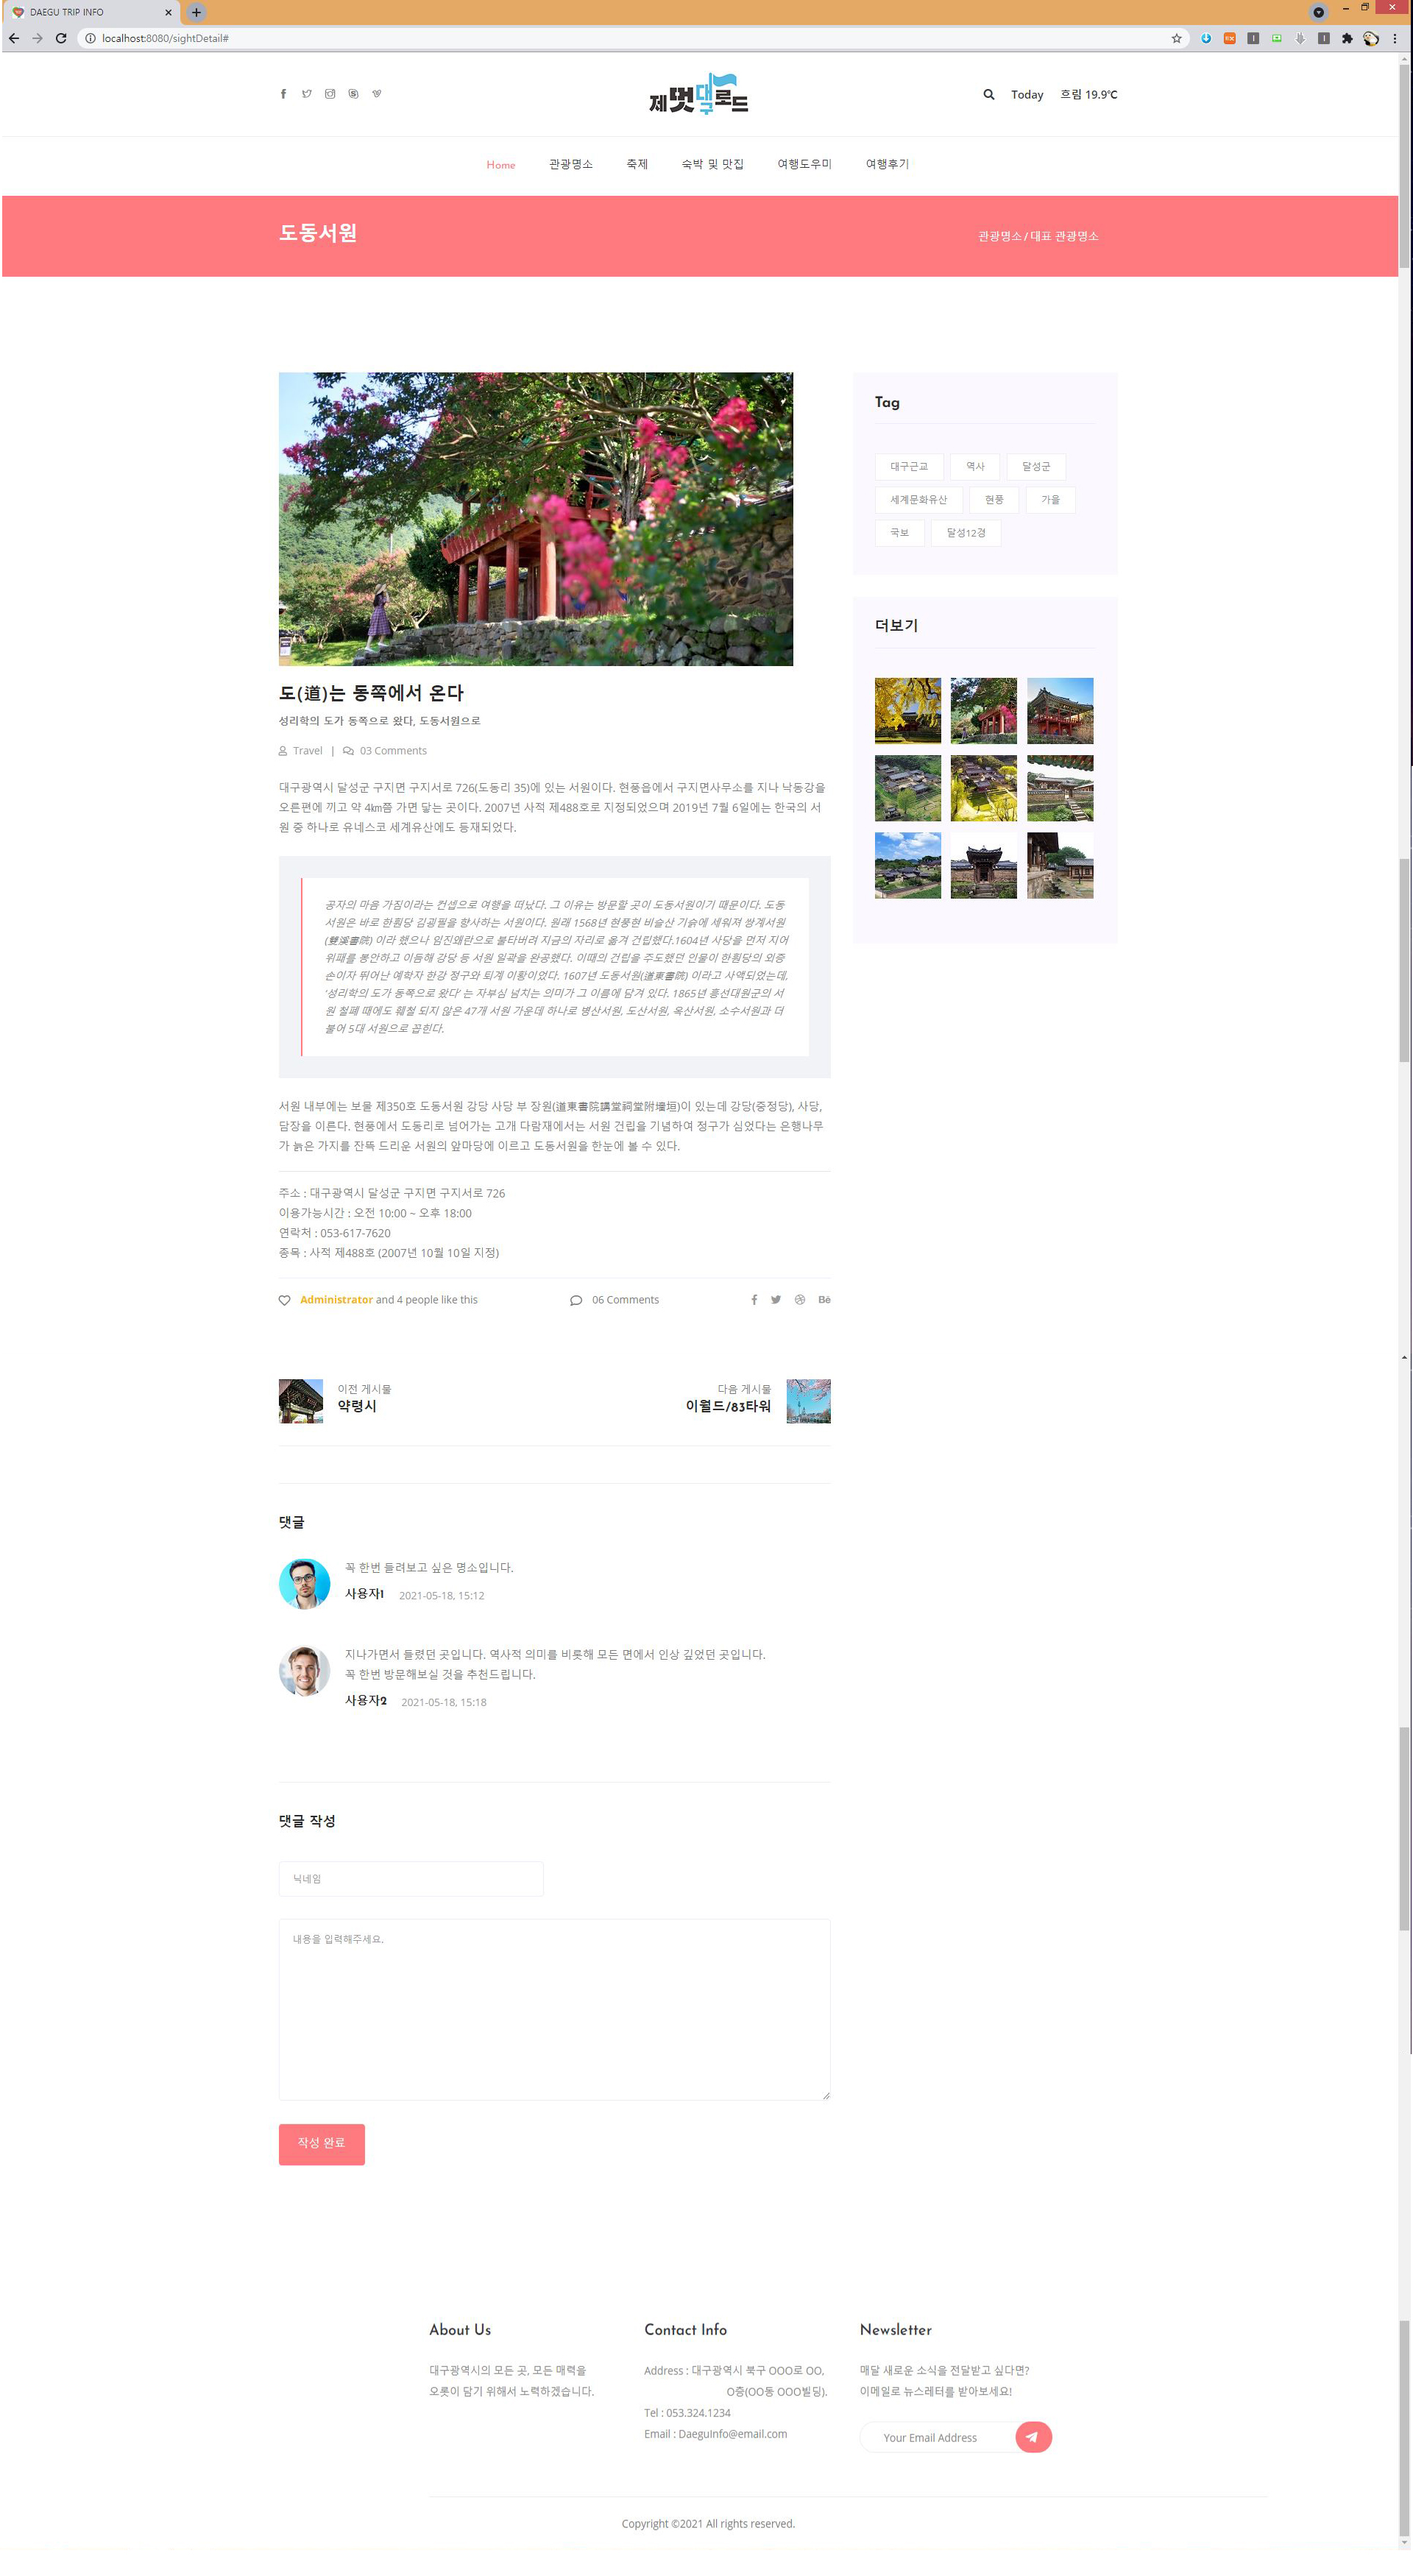 DAEGU TRIP INFO
localhost:8080/sightDetail#
제멋대로드
Today 흐림 19.9℃
Home 관광명소 축제 숙박 및 맛집 여행도우미 여행후기
도동서원
관광명소 / 대표 관광명소
도(道)는 동쪽에서 온다
성리학의 도가 동쪽으로 왔다, 도동서원으로
Travel | 03 Comments
대구광역시 달성군 구지면 구지서로 726(도동리 35)에 있는 서원이다. 현풍읍에서 구지면사무소를 지나 낙동강을
오른편에 끼고 약 4㎞쯤 가면 닿는 곳이다. 2007년 사적 제488호로 지정되었으며 2019년 7월 6일에는 한국의 서
원 중 하나로 유네스코 세계유산에도 등재되었다.
공자의 마음 가짐이라는 컨셉으로 여행을 떠났다. 그 이유는 방문할 곳이 도동서원이기 때문이다. 도동
서원은 바로 한훤당 김굉필을 향사하는 서원이다. 원래 1568년 현풍현 비슬산 기슭에 세워져 쌍계서원
(雙溪書院) 이라 했으나 임진왜란으로 불타버려 지금의 자리로 옮겨 건립했다.1604년 사당을 먼저 지어
위패를 봉안하고 이듬해 강당 등 서원 일곽을 완공했다. 이때의 건립을 주도했던 인물이 한훤당의 외증
손이자 뛰어난 예학자 한강 정구와 퇴계 이황이었다. 1607년 도동서원(道東書院) 이라고 사액되었는데,
‘성리학의 도가 동쪽으로 왔다’ 는 자부심 넘치는 의미가 그 이름에 담겨 있다. 1865년 흥선대원군의 서
원 철폐 때에도 훼철 되지 않은 47개 서원 가운데 하나로 병산서원, 도산서원, 옥산서원, 소수서원과 더
불어 5대 서원으로 꼽힌다.
서원 내부에는 보물 제350호 도동서원 강당 사당 부 장원(道東書院講堂祠堂附墻垣)이 있는데 강당(중정당), 사당,
담장을 이른다. 현풍에서 도동리로 넘어가는 고개 다람재에서는 서원 건립을 기념하여 정구가 심었다는 은행나무
가 늙은 가지를 잔뜩 드리운 서원의 앞마당에 이르고 도동서원을 한눈에 볼 수 있다.
주소 : 대구광역시 달성군 구지면 구지서로 726
이용가능시간 : 오전 10:00 ~ 오후 18:00
연락처 : 053-617-7620
종목 : 사적 제488호 (2007년 10월 10일 지정)
Administrator and 4 people like this 06 Comments
이전 게시물
약령시
다음 게시물
이월드/83타워
댓글
꼭 한번 들려보고 싶은 명소입니다.
사용자1 2021-05-18, 15:12
지나가면서 들렸던 곳입니다. 역사적 의미를 비롯해 모든 면에서 인상 깊었던 곳입니다.
꼭 한번 방문해보실 것을 추천드립니다.
사용자2 2021-05-18, 15:18
댓글 작성
닉네임
내용을 입력해주세요.
작성 완료
Tag
대구근교 역사 달성군
세계문화유산 현풍 가을
국보 달성12경
더보기
About Us
대구광역시의 모든 곳, 모든 매력을
오롯이 담기 위해서 노력하겠습니다.
Contact Info
Address : 대구광역시 북구 OOO로 OO,
O층(OO동 OOO빌딩).
Tel : 053.324.1234
Email : DaeguInfo@email.com
Newsletter
매달 새로운 소식을 전달받고 싶다면?
이메일로 뉴스레터를 받아보세요!
Your Email Address
Copyright ©2021 All rights reserved.